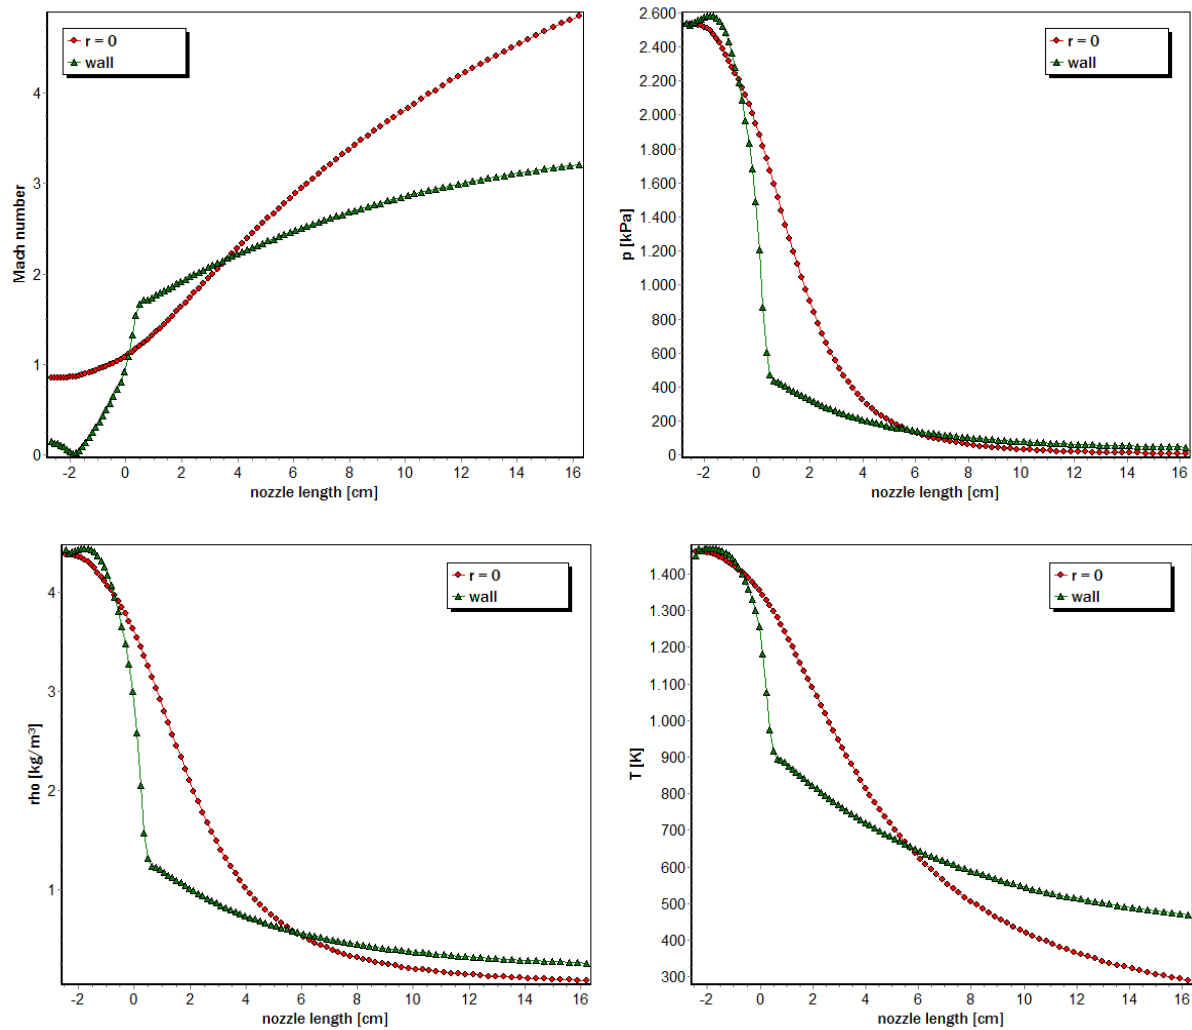 r = 0
wall
Mach number
4
3
2
1
0
-2 0 2 4 6 8 10 12 14 16
nozzle length [cm]
r = 0
wall
p [kPa]
2.600
2.400
2.200
2.000
1.800
1.600
1.400
1.200
1.000
800
600
400
200
0
-2 0 2 4 6 8 10 12 14 16
nozzle length [cm]
r = 0
wall
rho [kg/m³]
4
3
2
1
-2 0 2 4 6 8 10 12 14 16
nozzle length [cm]
r = 0
wall
T [K]
1.400
1.300
1.200
1.100
1.000
900
800
700
600
500
400
300
-2 0 2 4 6 8 10 12 14 16
nozzle length [cm]